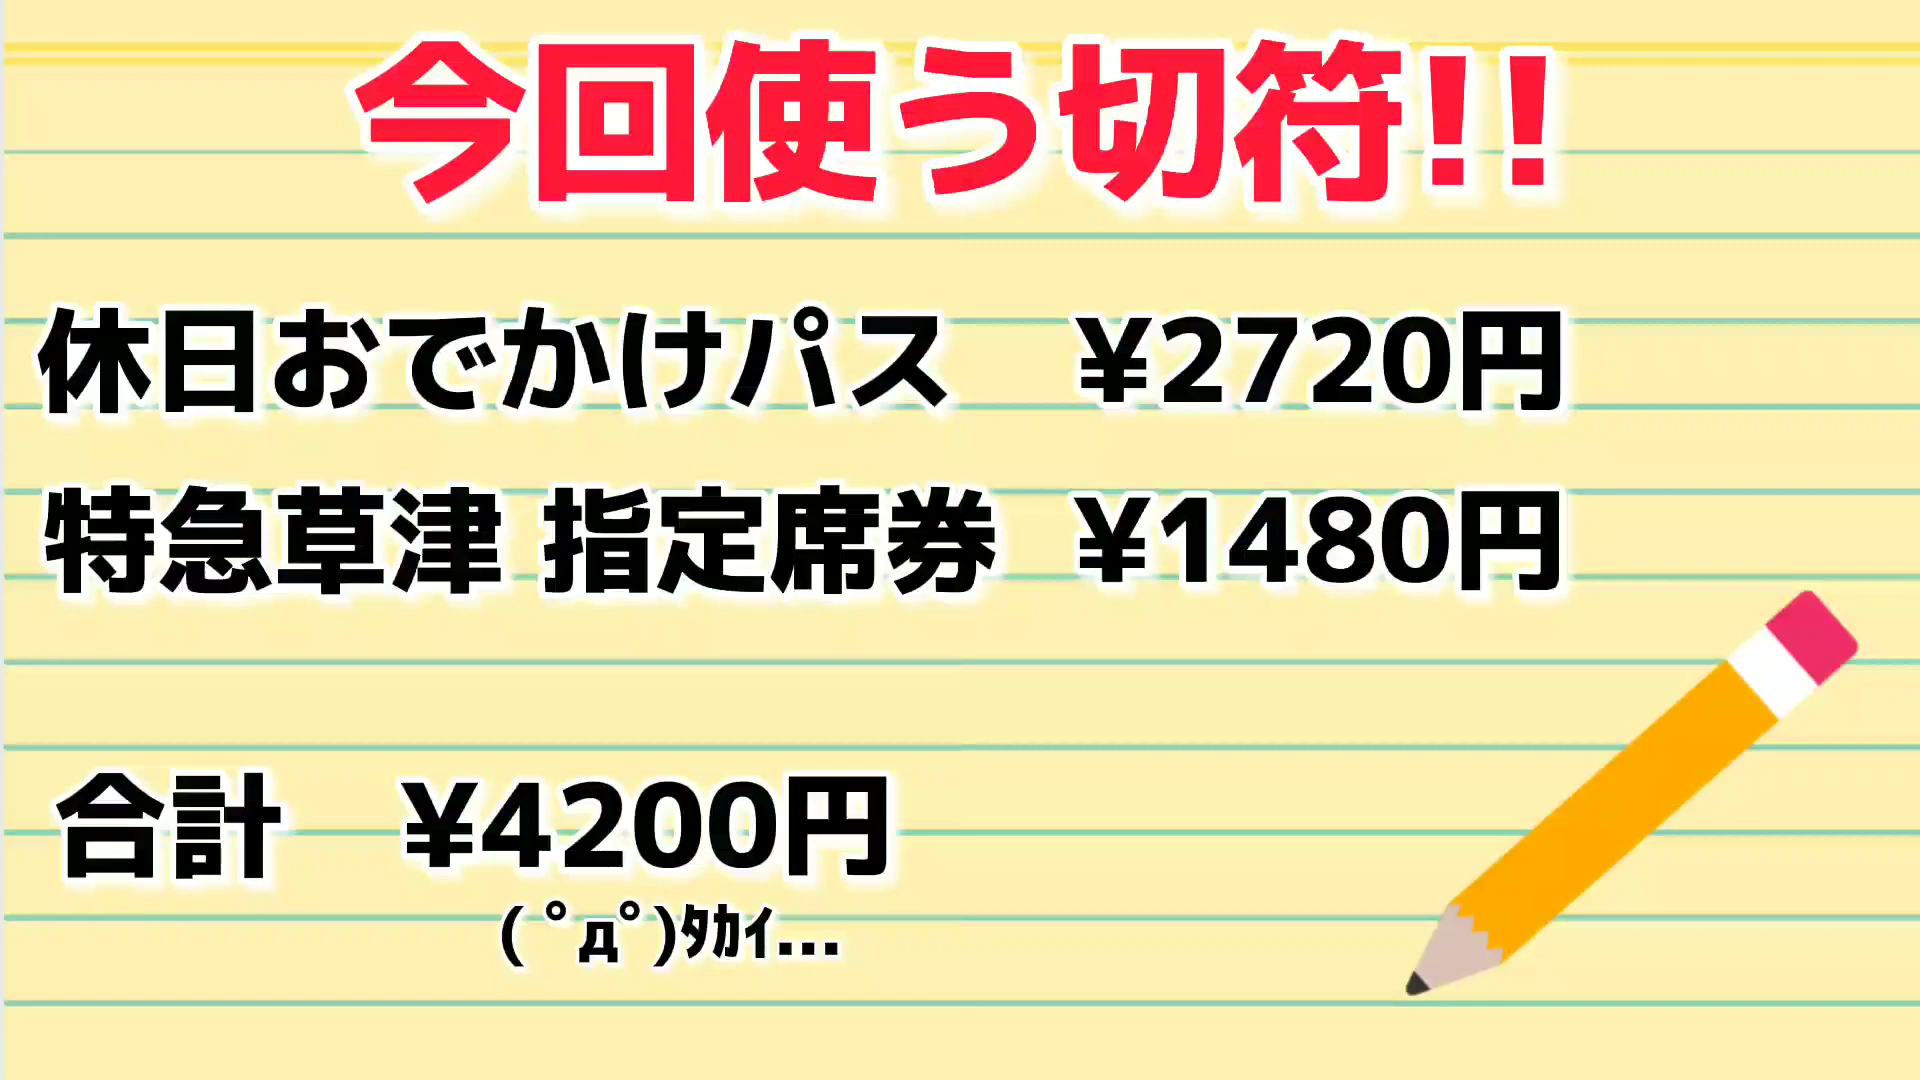 今回使う切符!!
休日おでかけパス ¥2720円
特急草津 指定席券 ¥1480円
合計 ¥4200円
( ﾟдﾟ)ﾀｶｲ...